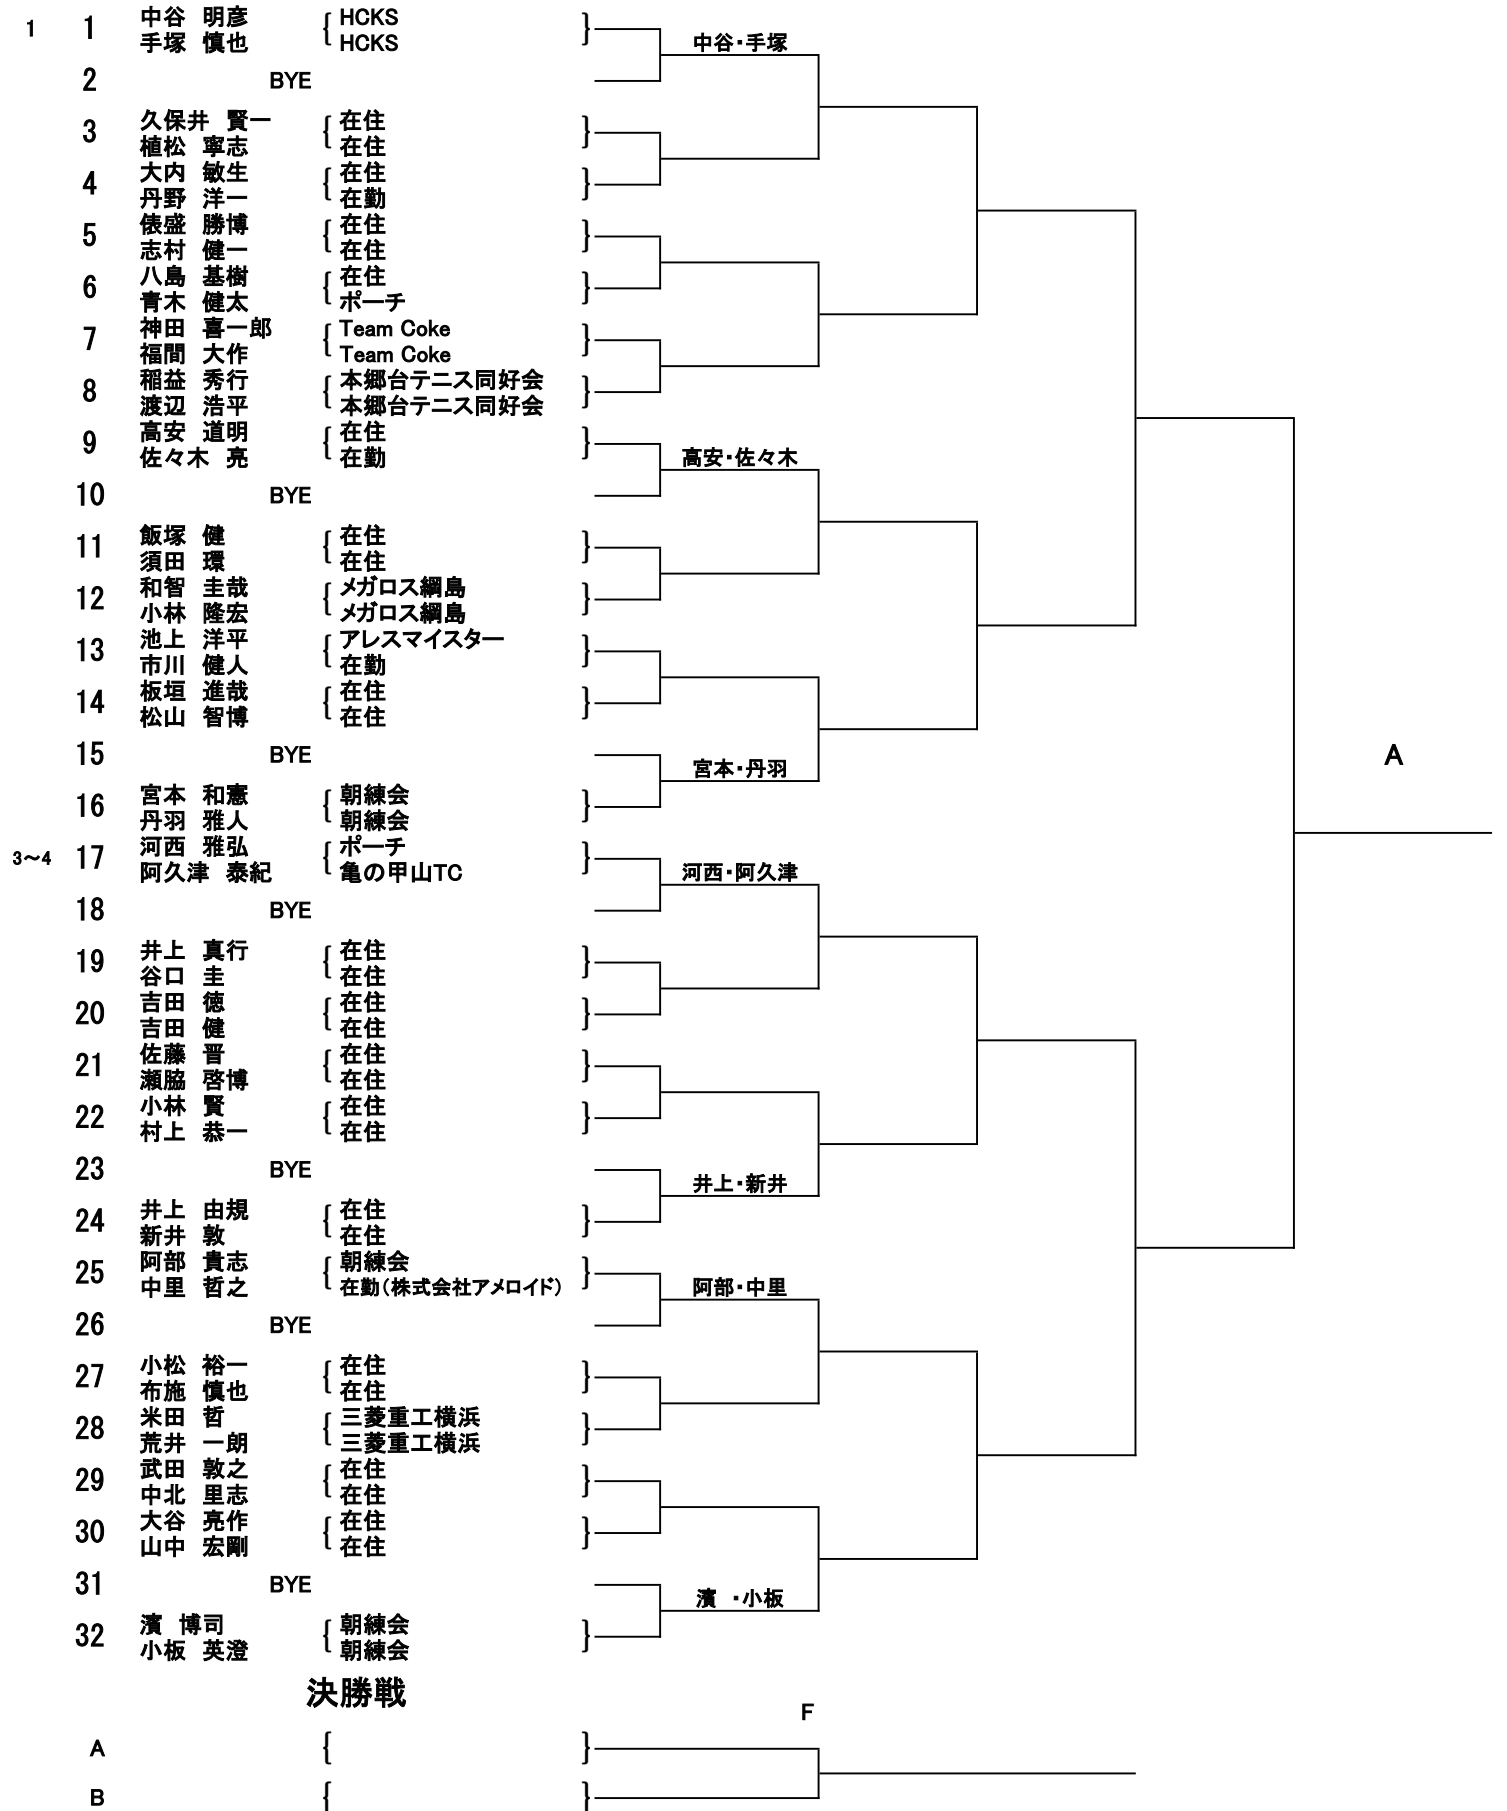 1 1 中谷 明彦 { HCKS }
手塚 慎也 HCKS
中谷・手塚
2 BYE
3 久保井 賢一 { 在住 }
植松 寧志 在住
4 大内 敏生 { 在住 }
丹野 洋一 在勤
5 俵盛 勝博 { 在住 }
志村 健一 在住
6 八島 基樹 { 在住 }
青木 健太 ポーチ
7 神田 喜一郎 { Team Coke }
福間 大作 Team Coke
8 稲益 秀行 { 本郷台テニス同好会 }
渡辺 浩平 本郷台テニス同好会
9 高安 道明 { 在住 }
佐々木 亮 在勤
高安・佐々木
10 BYE
11 飯塚 健 { 在住 }
須田 環 在住
12 和智 圭哉 { メガロス綱島 }
小林 隆宏 メガロス綱島
13 池上 洋平 { アレスマイスター }
市川 健人 在勤
14 板垣 進哉 { 在住 }
松山 智博 在住
15 BYE
A
宮本・丹羽
16 宮本 和憲 { 朝練会 }
丹羽 雅人 朝練会
3～4 17 河西 雅弘 { ポーチ }
阿久津 泰紀 亀の甲山TC
河西・阿久津
18 BYE
19 井上 真行 { 在住 }
谷口 圭 在住
20 吉田 徳 { 在住 }
吉田 健 在住
21 佐藤 晋 { 在住 }
瀬脇 啓博 在住
22 小林 賢 { 在住 }
村上 恭一 在住
23 BYE
井上・新井
24 井上 由規 { 在住 }
新井 敦 在住
25 阿部 貴志 { 朝練会 }
中里 哲之 在勤（株式会社アメロイド）
阿部・中里
26 BYE
27 小松 裕一 { 在住 }
布施 慎也 在住
28 米田 哲 { 三菱重工横浜 }
荒井 一朗 三菱重工横浜
29 武田 敦之 { 在住 }
中北 里志 在住
30 大谷 亮作 { 在住 }
山中 宏剛 在住
31 BYE
濱 ・小板
32 濱 博司 { 朝練会 }
小板 英澄 朝練会
決勝戦
F
A { }
B { }